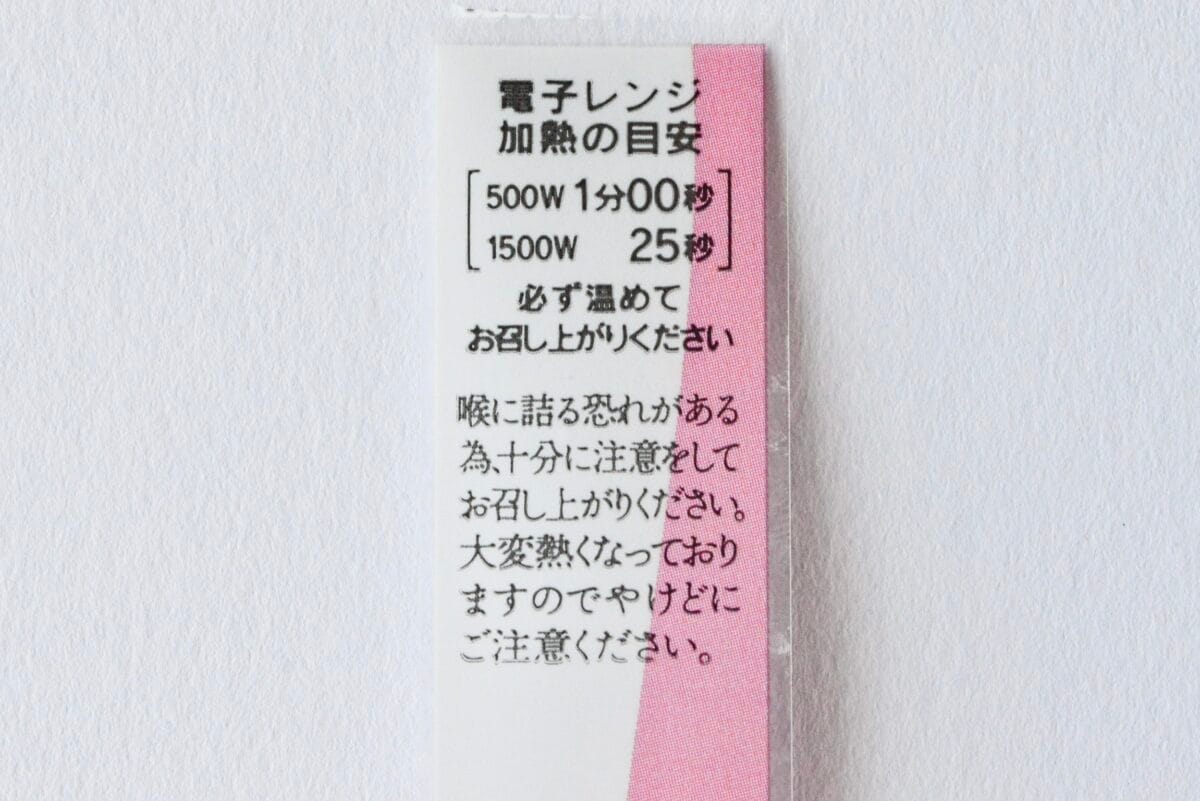 電子レンジ
加熱の目安
500W 1分00秒
1500W 25秒
必ず温めて
お召し上がりください
喉に詰る恐れがある
為、十分に注意をして
お召し上がりください。
大変熱くなっており
ますのでやけどに
ご注意ください。